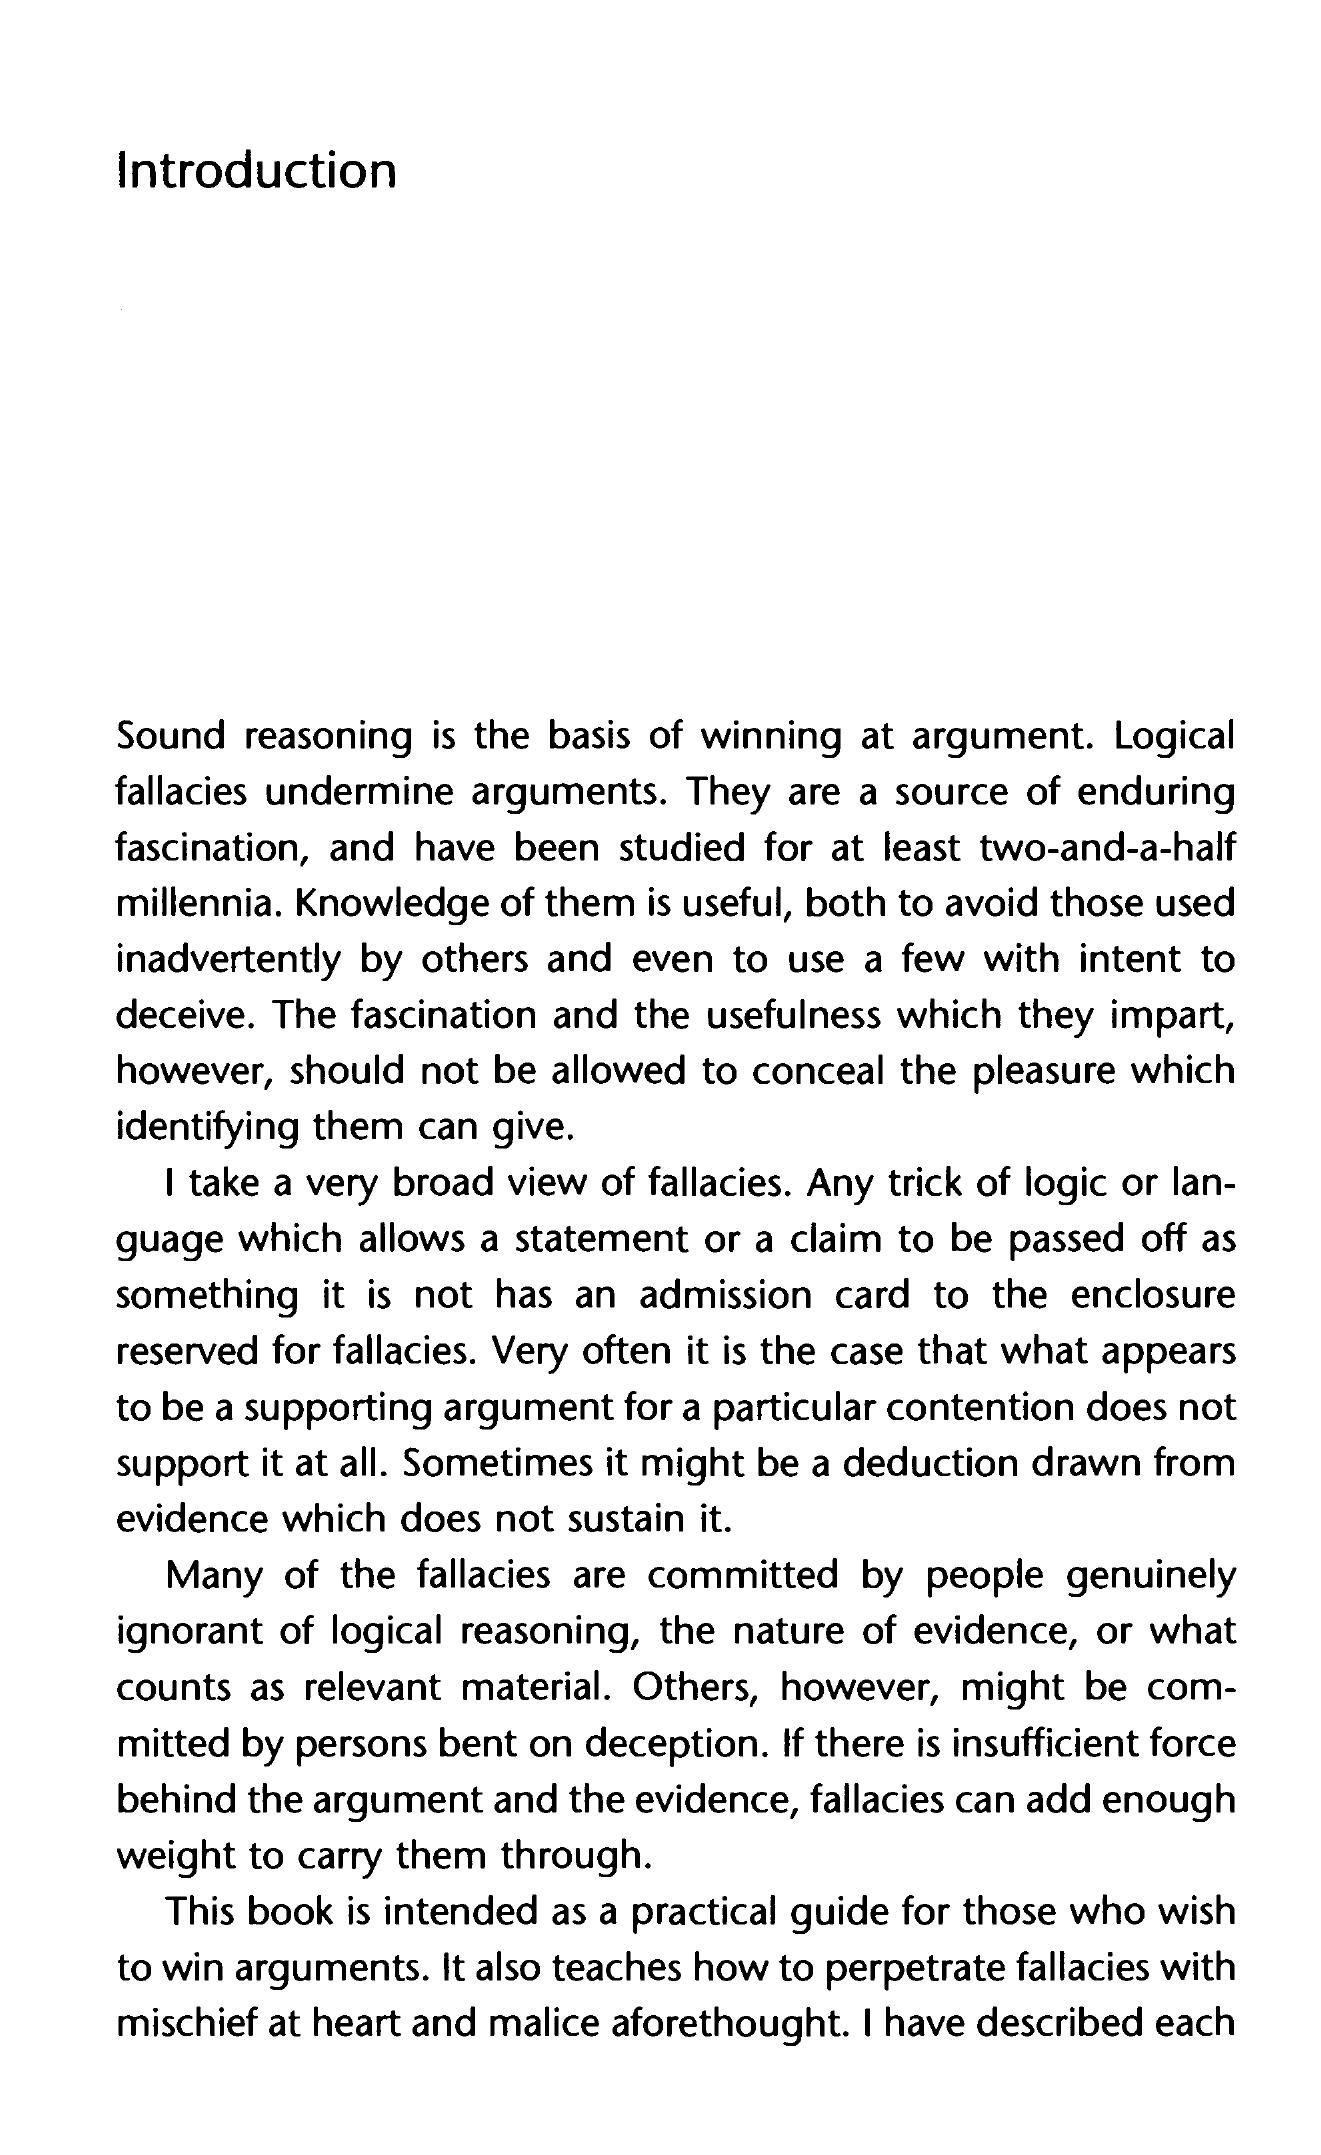 Introduction
Sound reasoning is the basis of winning at argument. Logical
fallacies undermine arguments. They are a source of enduring
fascination, and have been studied for at least two-and-a-half
millennia. Knowledge of them is useful, both to avoid those used
inadvertently by others and even to use a few with intent to
deceive. The fascination and the usefulness which they impart,
however, should not be allowed to conceal the pleasure which
identifying them can give.
I take a very broad view of fallacies. Any trick of logic or lan-
guage which allows a statement or a claim to be passed off as
something it is not has an admission card to the enclosure
reserved for fallacies. Very often it is the case that what appears
to be a supporting argument for a particular contention does not
support it at all. Sometimes it might be a deduction drawn from
evidence which does not sustain it.
Many of the fallacies are committed by people genuinely
ignorant of logical reasoning, the nature of evidence, or what
counts as relevant material. Others, however, might be com-
mitted by persons bent on deception. If there is insufficient force
behind the argument and the evidence, fallacies can add enough
weight to carry them through.
This book is intended as a practical guide for those who wish
to win arguments. It also teaches how to perpetrate fallacies with
mischief at heart and malice aforethought. I have described each